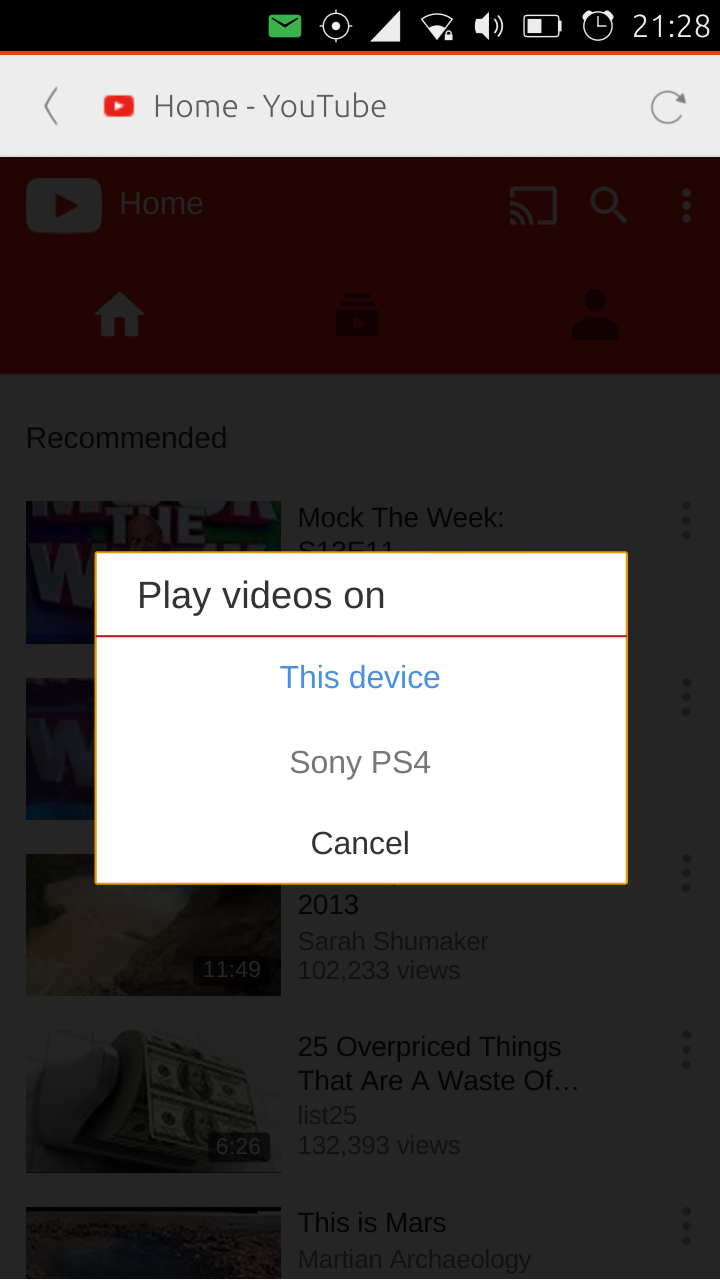 21:28
Home - YouTube
Home
Recommended
THE
Mock The Week:
Play videos on
This device
Sony PS4
Cancel
2013
Sarah Shumaker
11:49
102,233 views
25 Overpriced Things
That Are A Waste Of...
list25
6:26
132,393 views
This is Mars
Martian Archaeology